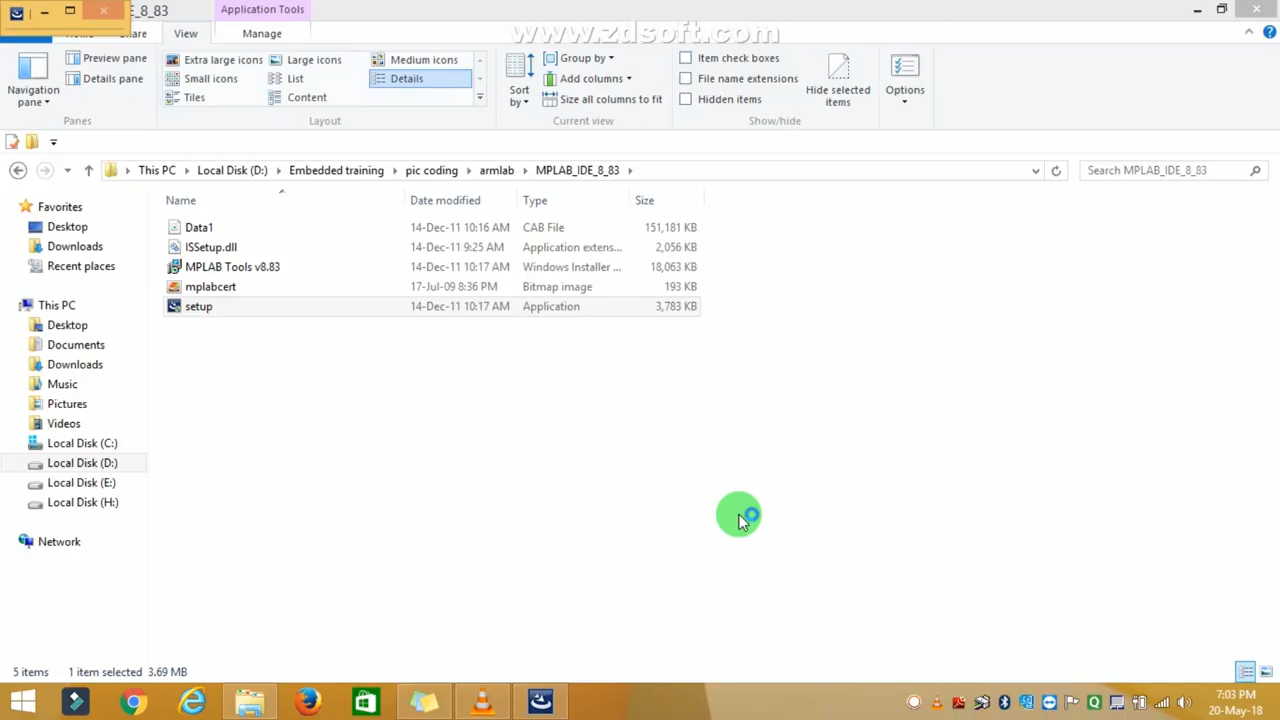 _8_83
Application Tools
www.zdsoft.com
View
Manage
Preview pane
Details pane
Navigation
pane
Panes
Extra large icons
Large icons
Medium icons
Small icons
List
Details
Tiles
Content
Layout
Sort
by
Group by
Add columns
Size all columns to fit
Current view
Item check boxes
File name extensions
Hidden items
Hide selected
items
Show/hide
Options
This PC
Local Disk (D:)
Embedded training
pic coding
armlab
MPLAB_IDE_8_83
Search MPLAB_IDE_8_83
Name
Date modified
Type
Size
Data1 14-Dec-11 10:16 AM CAB File 151,181 KB
ISSetup.dll 14-Dec-11 9:25 AM Application extens... 2,056 KB
MPLAB Tools v8.83 14-Dec-11 10:17 AM Windows Installer ... 18,063 KB
mplabcert 17-Jul-09 8:36 PM Bitmap image 193 KB
setup 14-Dec-11 10:17 AM Application 3,783 KB
Favorites
Desktop
Downloads
Recent places
This PC
Desktop
Documents
Downloads
Music
Pictures
Videos
Local Disk (C:)
Local Disk (D:)
Local Disk (E:)
Local Disk (H:)
Network
5 items
1 item selected 3.69 MB
7:03 PM
20-May-18